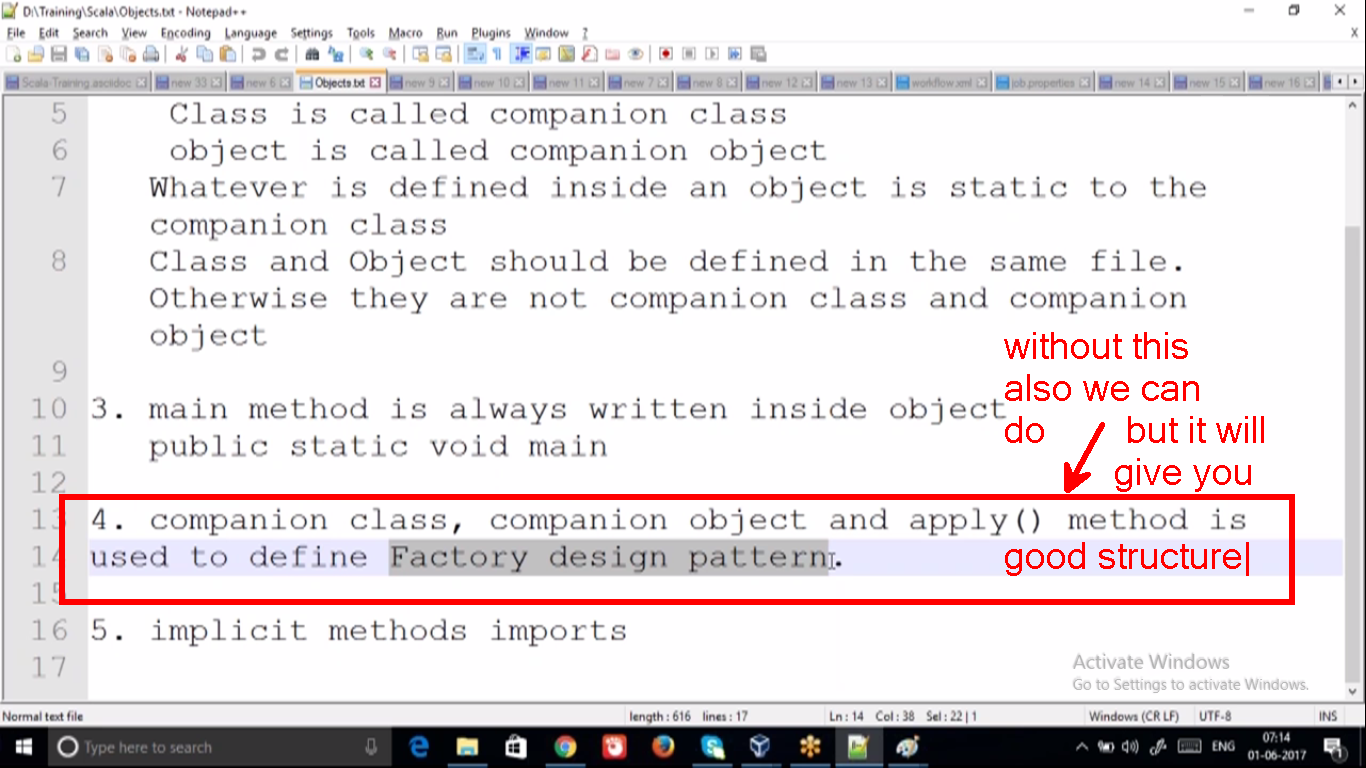 D:\Training\Scala\Objects.txt - Notepad++
File Edit Search View Encoding Language Settings Tools Macro Run Plugins Window ?
Scala-Training.asciidoc new 33 new 6 Objects.txt new 9 new 10 new 11 new 7 new 8 new 12 new 13 workflow.xml job.properties new 14 new 15 new 16
5 Class is called companion class
6 object is called companion object
7 Whatever is defined inside an object is static to the
companion class
8 Class and Object should be defined in the same file.
Otherwise they are not companion class and companion
object
9
10 3. main method is always written inside object
11 public static void main
12
13 4. companion class, companion object and apply() method is
14 used to define Factory design pattern.
15
16 5. implicit methods imports
17
without this
also we can
do but it will
give you
good structure
Activate Windows
Go to Settings to activate Windows.
Normal text file length : 616 lines : 17 Ln : 14 Col : 38 Sel : 22 | 1 Windows (CR LF) UTF-8 INS
Type here to search ENG 07:14
01-06-2017